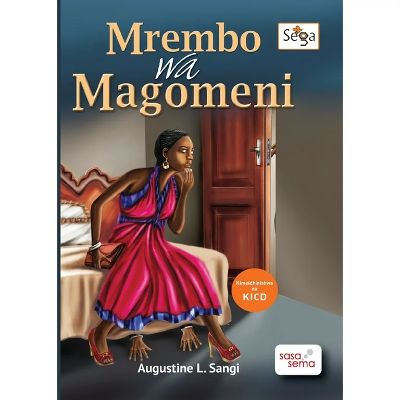 Mrembo
wa
Magomeni
Sega
Kimeidhinishwa
na
KICD
Augustine L. Sangi
sasa
sema